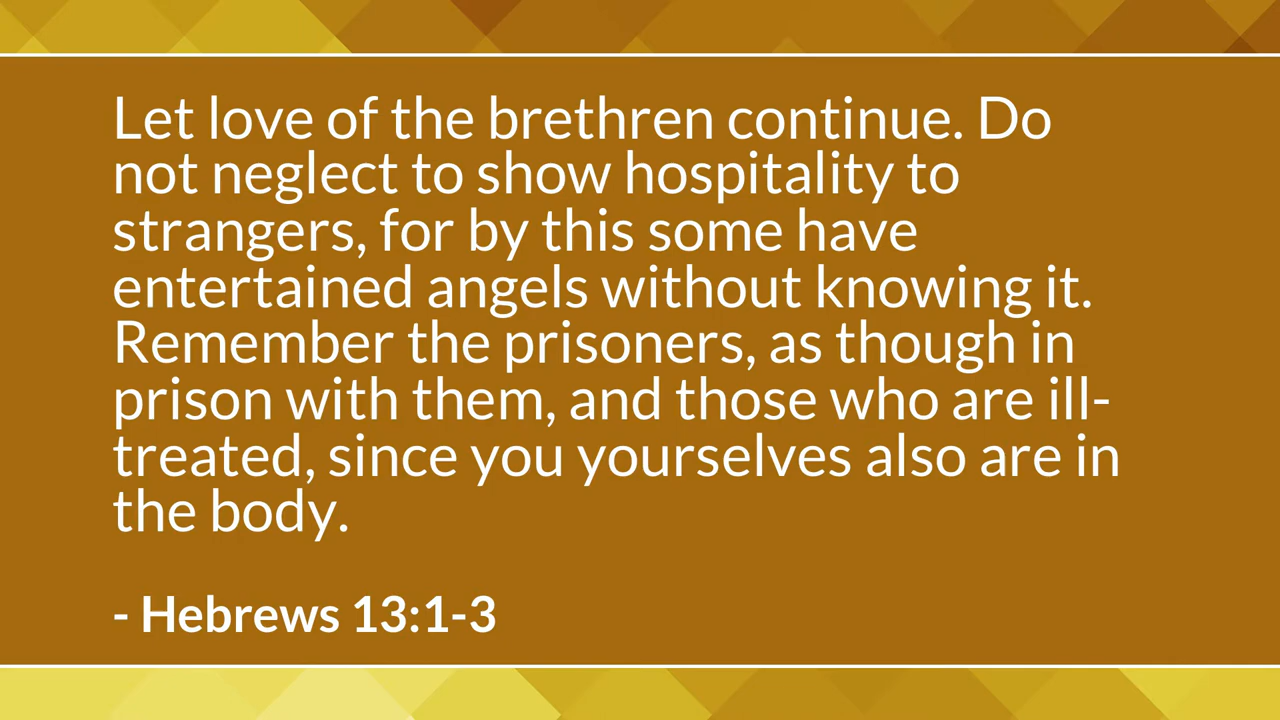 Let love of the brethren continue. Do
not neglect to show hospitality to
strangers, for by this some have
entertained angels without knowing it.
Remember the prisoners, as though in
prison with them, and those who are ill-
treated, since you yourselves also are in
the body.
- Hebrews 13:1-3